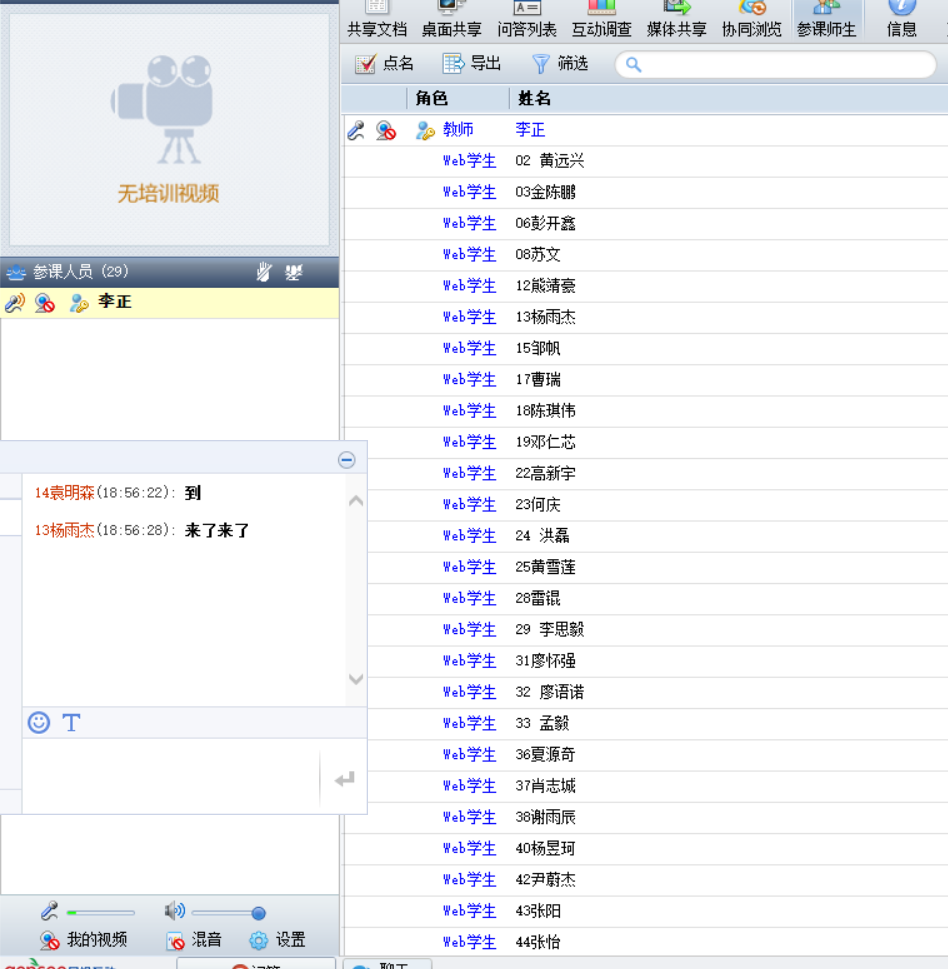 共享文档 桌面共享 问答列表 互动调查 媒体共享 协同浏览 参课师生 信息
点名 导出 筛选
角色 姓名
教师 李正
Web学生 02 黄远兴
Web学生 03金陈鹏
Web学生 06彭开鑫
Web学生 08苏文
Web学生 12熊靖豪
Web学生 13杨雨杰
Web学生 15邹帆
Web学生 17曹瑞
Web学生 18陈琪伟
Web学生 19邓仁芯
Web学生 22高新宇
Web学生 23何庆
Web学生 24 洪磊
Web学生 25黄雪莲
Web学生 28雷锟
Web学生 29 李思毅
Web学生 31廖怀强
Web学生 32 廖语诺
Web学生 33 孟毅
Web学生 36夏源奇
Web学生 37肖志城
Web学生 38谢雨辰
Web学生 40杨昱珂
Web学生 42尹蔚杰
Web学生 43张阳
Web学生 44张怡
无培训视频
参课人员 (29)
李正
14袁明森(18:56:22): 到
13杨雨杰(18:56:28): 来了来了
T
我的视频 混音 设置